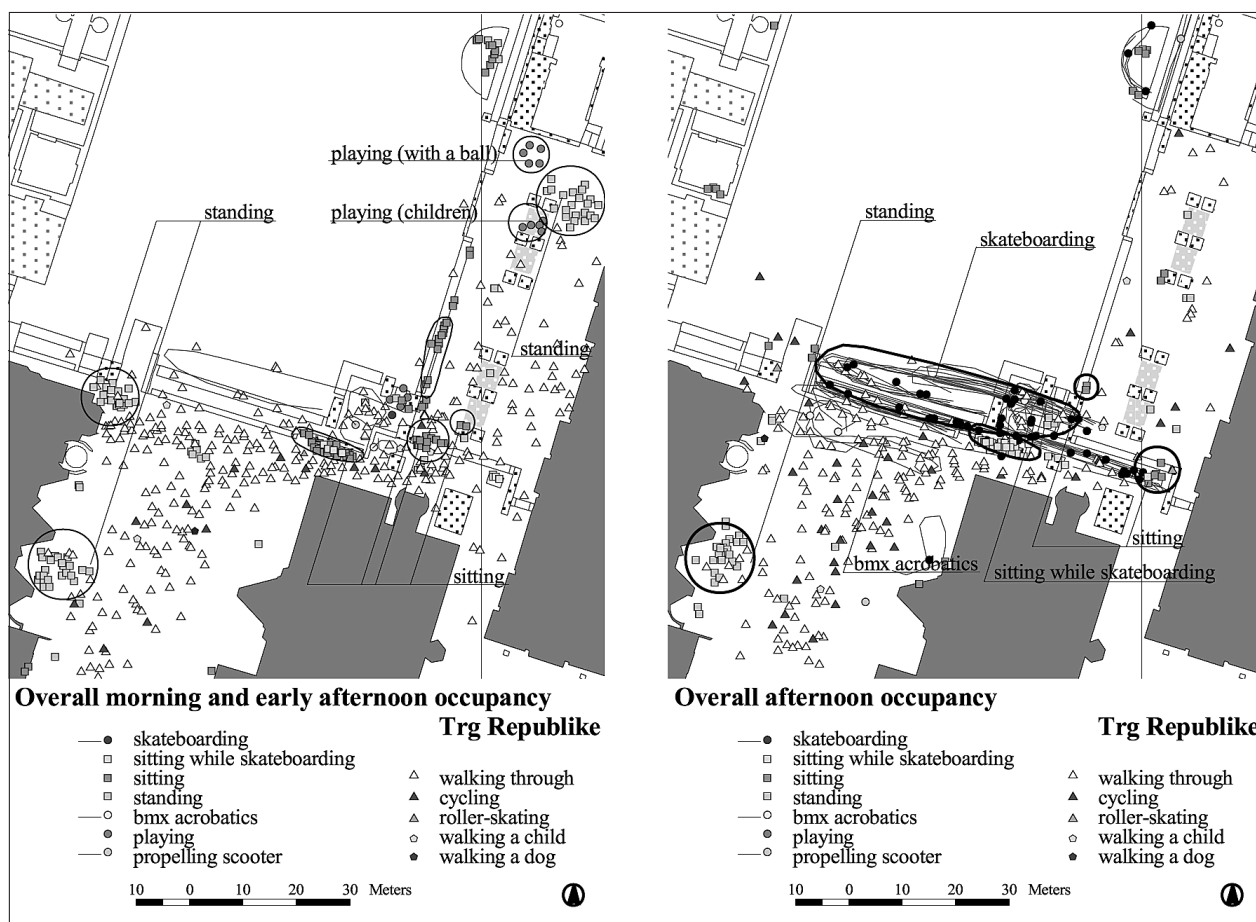 playing (with a ball)
playing (children)
standing
standing
sitting
Overall morning and early afternoon occupancy
Trg Republike
skateboarding
sitting while skateboarding
sitting
standing
bmx acrobatics
playing
propelling scooter
walking through
cycling
roller-skating
walking a child
walking a dog
10 0 10 20 30 Meters
standing
skateboarding
sitting
bmx acrobatics
sitting while skateboarding
Overall afternoon occupancy
Trg Republike
skateboarding
sitting while skateboarding
sitting
standing
bmx acrobatics
playing
propelling scooter
walking through
cycling
roller-skating
walking a child
walking a dog
10 0 10 20 30 Meters